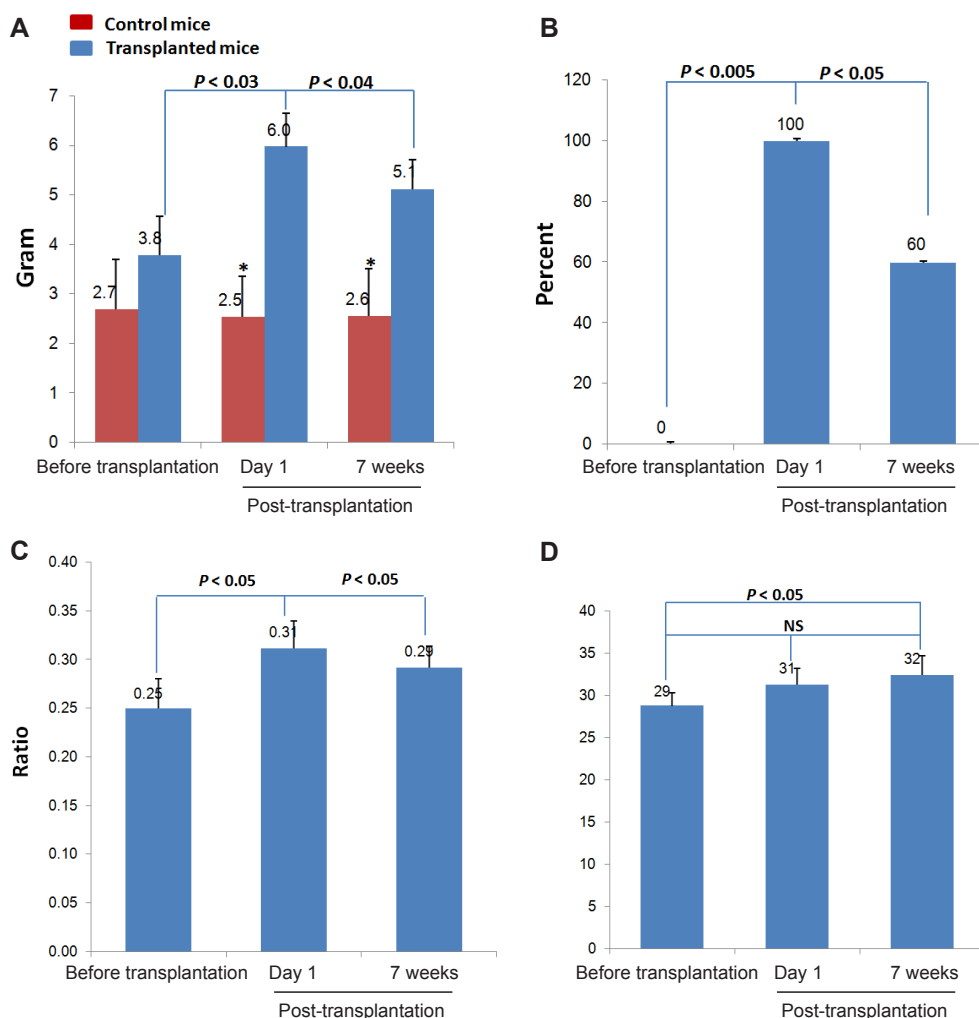 A
Control mice
Transplanted mice
P < 0.03
P < 0.04
7
6
5
4
3
2
1
0
Gram
2.7
3.8
*
2.5
6.0
*
2.6
5.1
Before transplantation
Day 1
7 weeks
Post-transplantation
B
P < 0.005
P < 0.05
120
100
80
60
40
20
0
Percent
0
100
60
Before transplantation
Day 1
7 weeks
Post-transplantation
C
P < 0.05
P < 0.05
0.40
0.35
0.30
0.25
0.20
0.15
0.10
0.05
0.00
Ratio
0.25
0.31
0.29
Before transplantation
Day 1
7 weeks
Post-transplantation
D
P < 0.05
NS
40
35
30
25
20
15
10
5
0
29
31
32
Before transplantation
Day 1
7 weeks
Post-transplantation